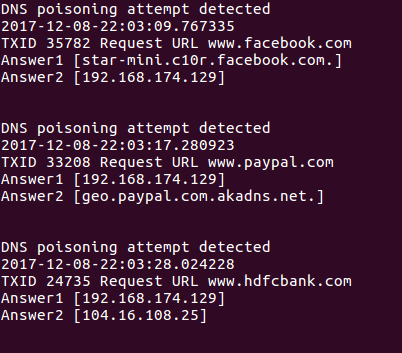 DNS poisoning attempt detected
2017-12-08-22:03:09.767335
TXID 35782 Request URL www.facebook.com
Answer1 [star-mini.c10r.facebook.com.]
Answer2 [192.168.174.129]
DNS poisoning attempt detected
2017-12-08-22:03:17.280923
TXID 33208 Request URL www.paypal.com
Answer1 [192.168.174.129]
Answer2 [geo.paypal.com.akadns.net.]
DNS poisoning attempt detected
2017-12-08-22:03:28.024228
TXID 24735 Request URL www.hdfcbank.com
Answer1 [192.168.174.129]
Answer2 [104.16.108.25]